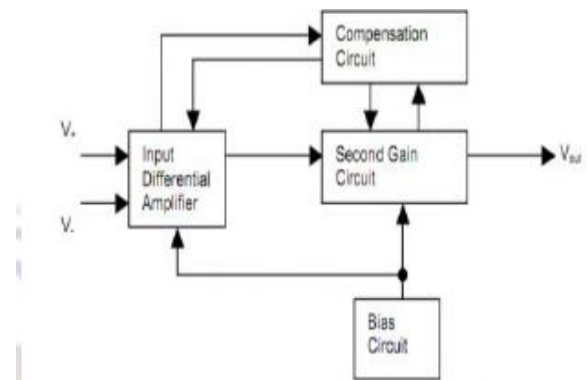 Compensation
Circuit
V+
Input
Differential
Amplifier
Second Gain
Circuit
Vout
V-
Bias
Circuit